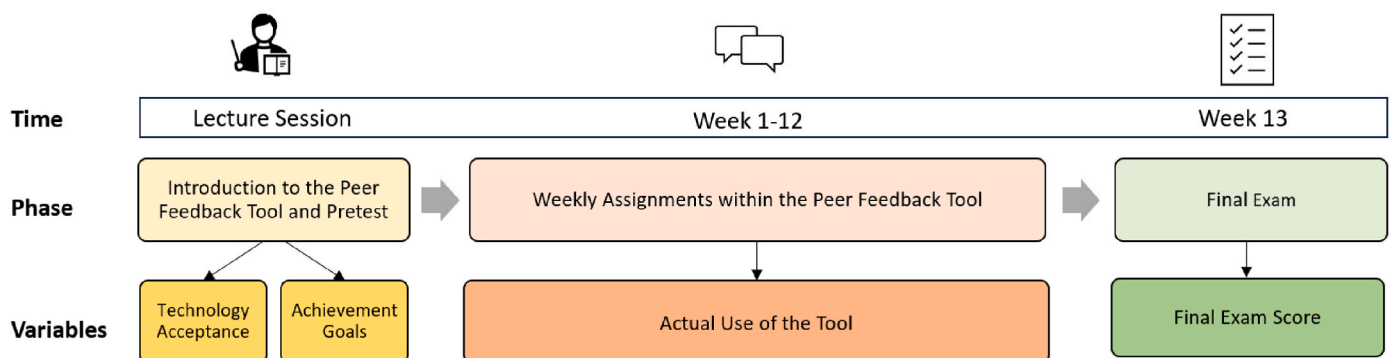 Time
Lecture Session
Week 1-12
Week 13
Phase
Introduction to the Peer
Feedback Tool and Pretest
Weekly Assignments within the Peer Feedback Tool
Final Exam
Variables
Technology
Acceptance
Achievement
Goals
Actual Use of the Tool
Final Exam Score